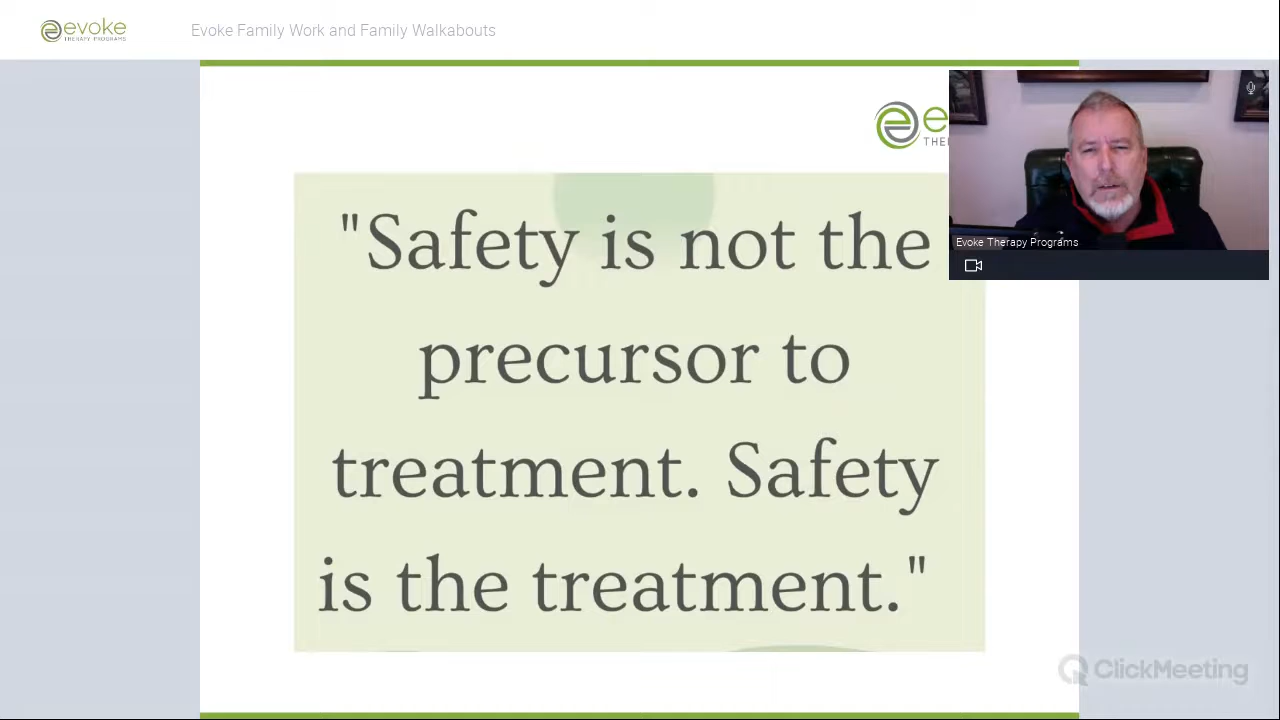 evoke
THERAPY PROGRAMS
Evoke Family Work and Family Walkabouts
e
THE
Evoke Therapy Programs
"Safety is not the
precursor to
treatment. Safety
is the treatment."
ClickMeeting